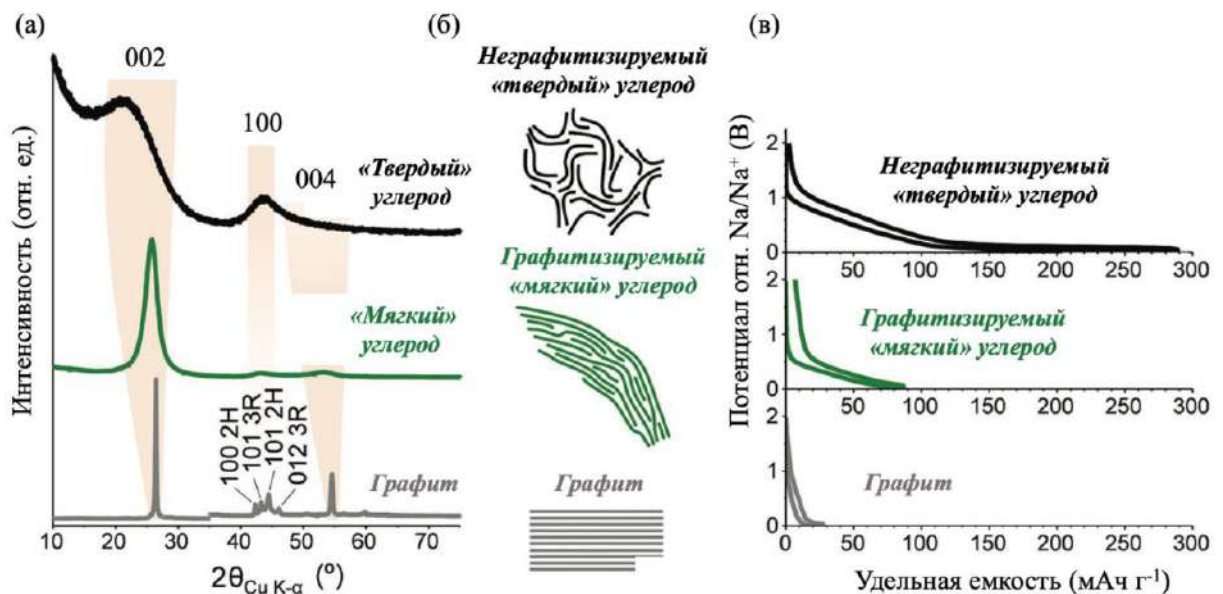 (а)
002
100
004
«Твердый»
углерод
«Мягкий»
углерод
100 2H
101 3R
101 2H
012 3R
Графит
Интенсивность (отн. ед.)
10 20 30 40 50 60 70
2θCu K-α (º)
(б)
Неграфитизируемый
«твердый» углерод
Графитизируемый
«мягкий» углерод
Графит
(в)
Потенциал отн. Na/Na⁺ (В)
2
1
0
Неграфитизируемый
«твердый» углерод
50 100 150 200 250 300
2
1
0
Графитизируемый
«мягкий» углерод
50 100 150 200 250 300
2
1
0
Графит
0 50 100 150 200 250 300
Удельная емкость (мАч г⁻¹)